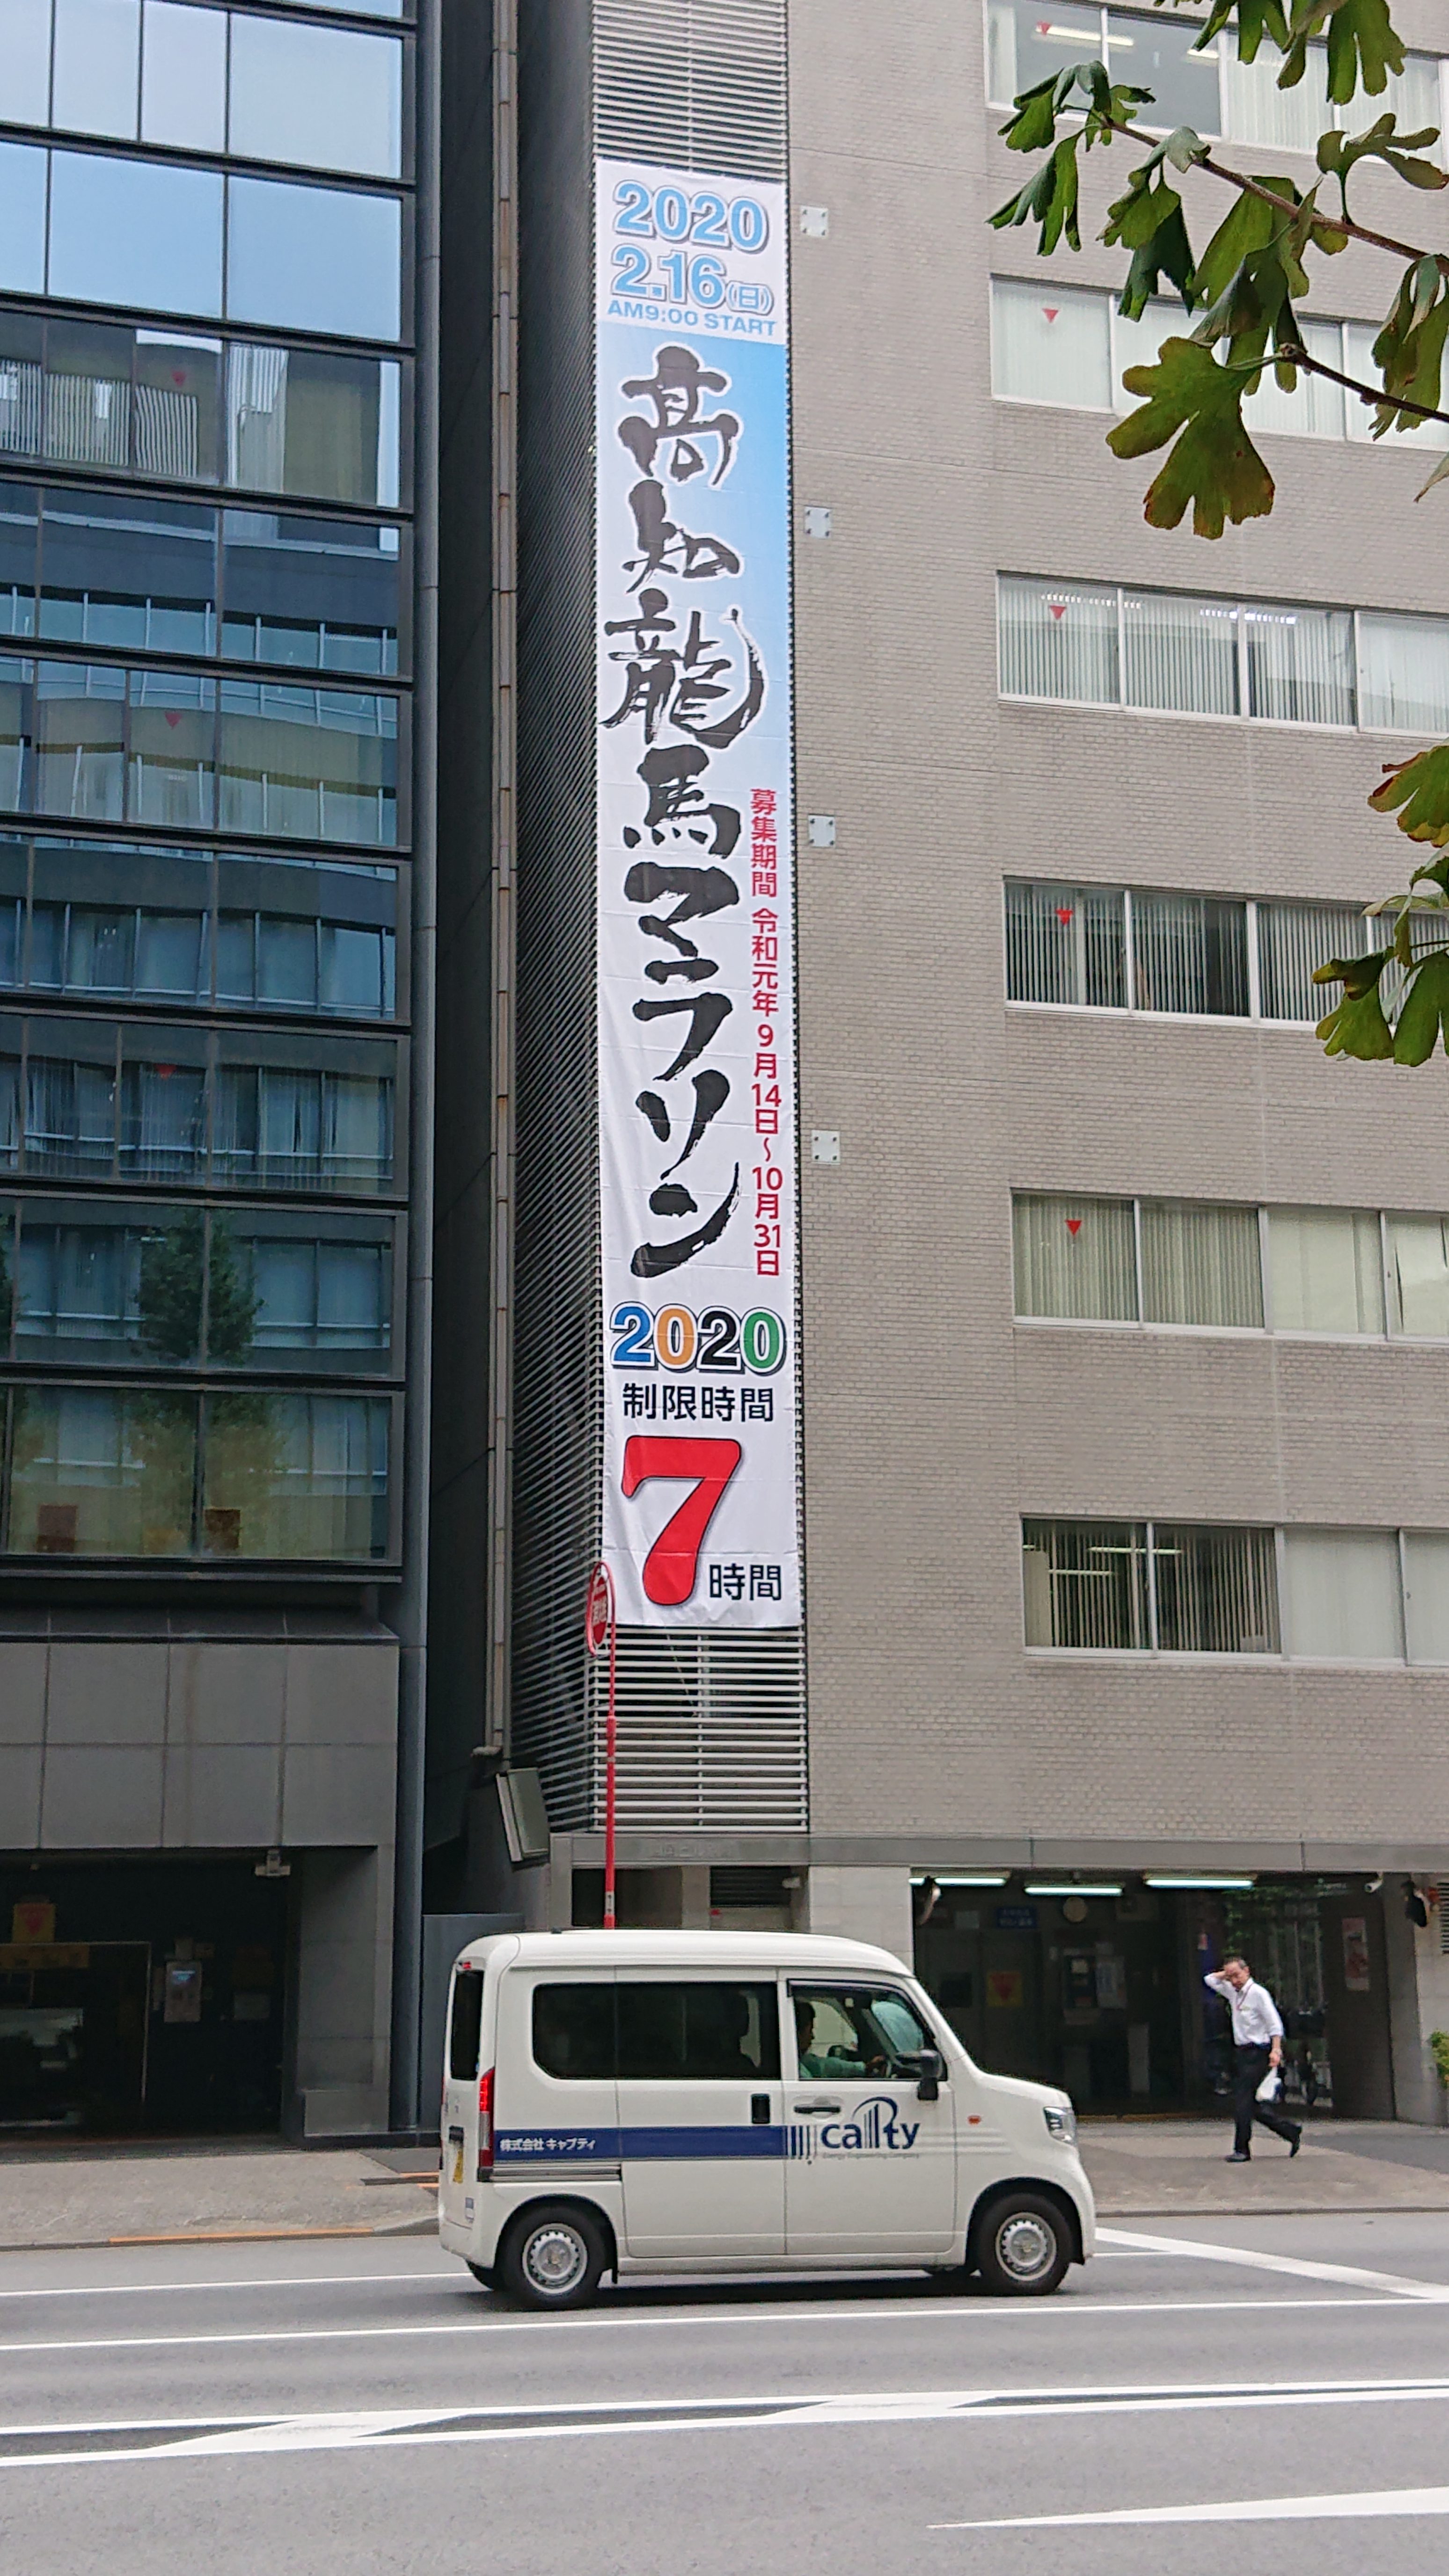 2020
2.16(日)
AM9:00 START
高知龍馬マラソン
募集期間 令和元年9月14日～10月31日
2020
制限時間
7時間
株式会社 キャプティ
capty